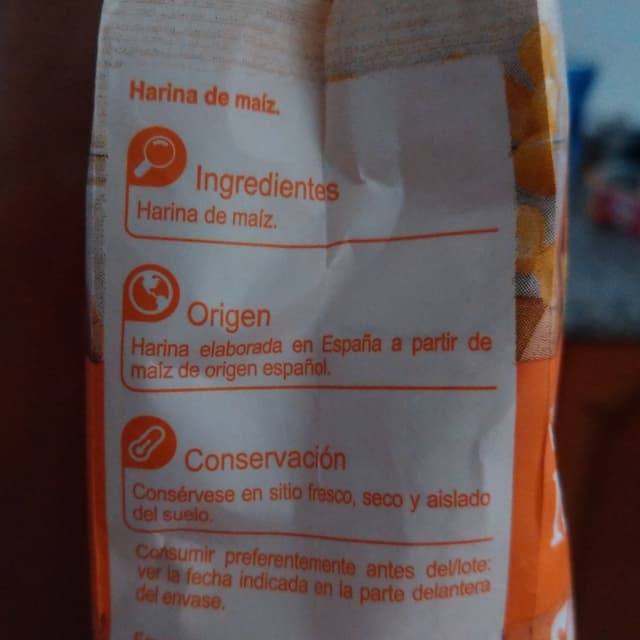 Harina de maíz.
Ingredientes
Harina de maíz.
Origen
Harina elaborada en España a partir de
maíz de origen español.
Conservación
Consérvese en sitio fresco, seco y aislado
del suelo.
Consumir preferentemente antes del/lote:
ver la fecha indicada en la parte delantera
del envase.